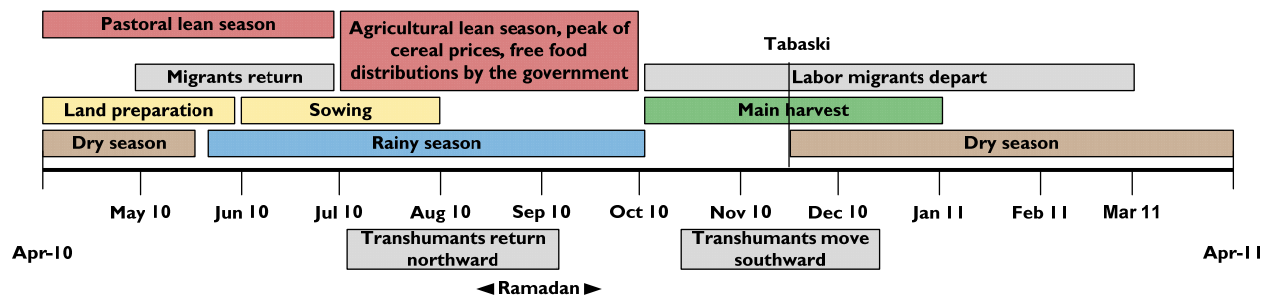 Pastoral lean season
Agricultural lean season, peak of
cereal prices, free food
distributions by the government
Tabaski
Migrants return
Labor migrants depart
Land preparation
Sowing
Main harvest
Dry season
Rainy season
Dry season
May 10
Jun 10
Jul 10
Aug 10
Sep 10
Oct 10
Nov 10
Dec 10
Jan 11
Feb 11
Mar 11
Apr-10
Transhumants return
northward
Transhumants move
southward
Apr-11
Ramadan